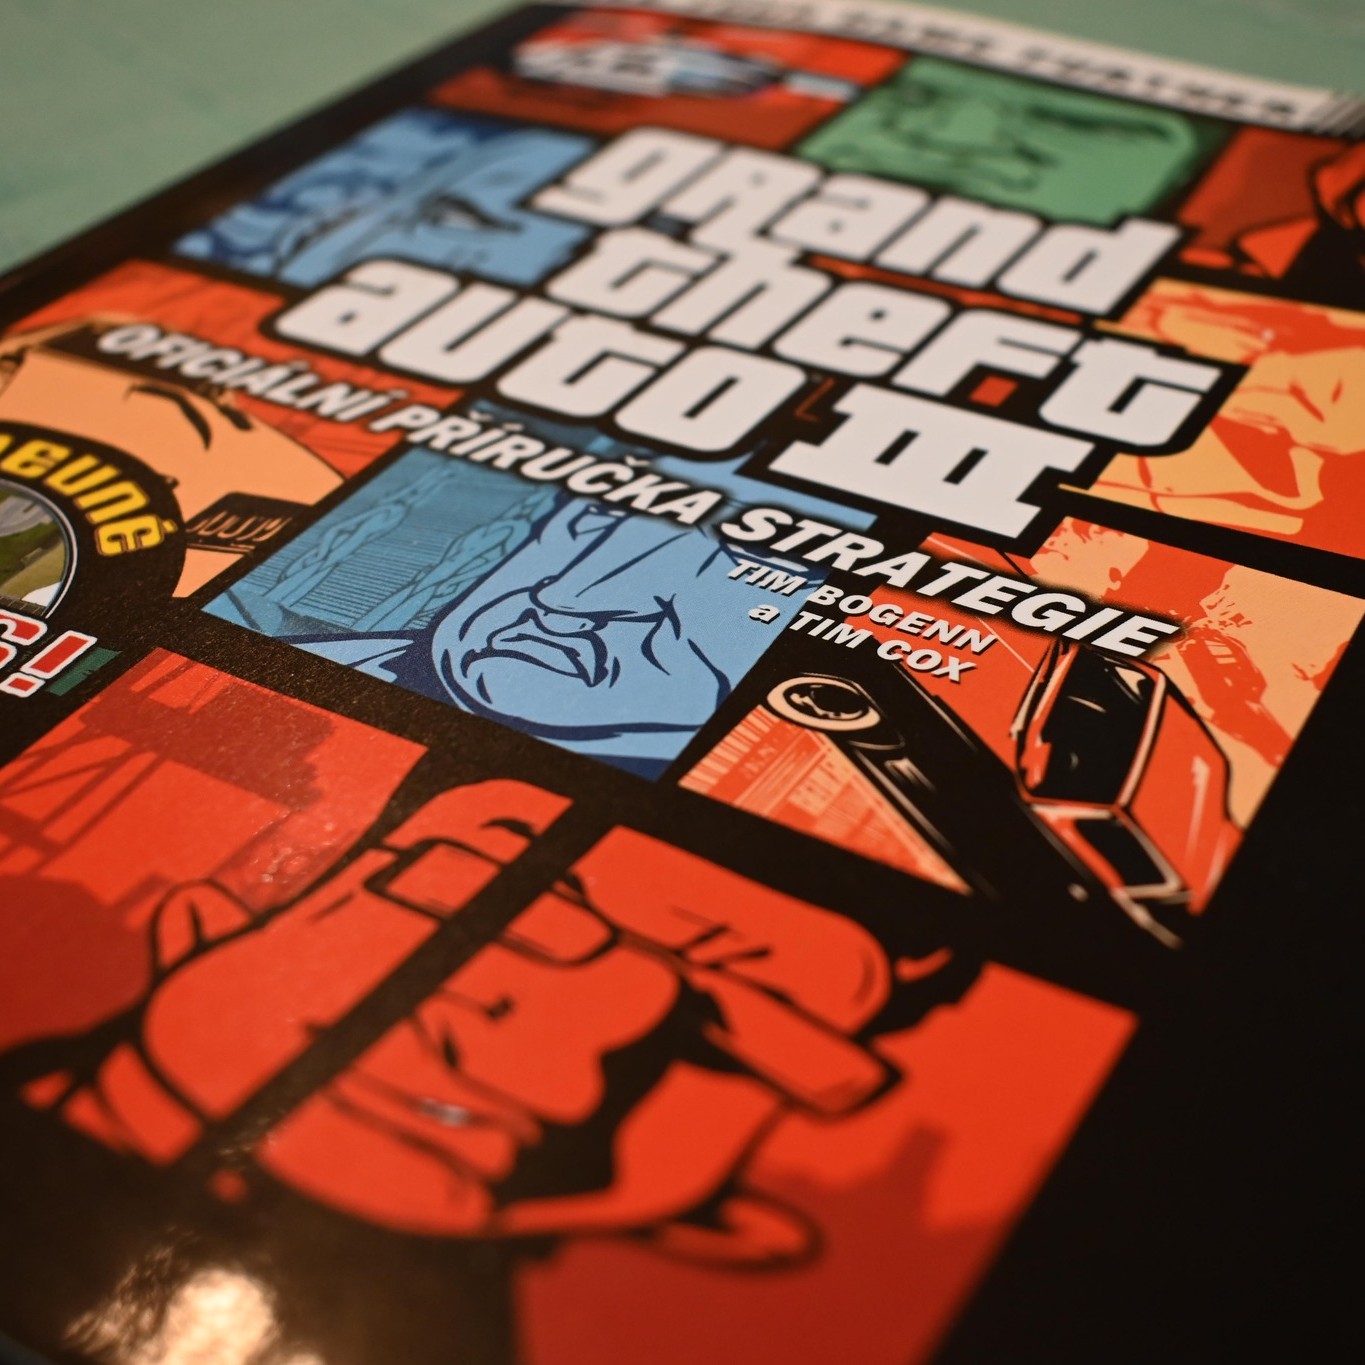 grand
theft
auto III
OFICIÁLNÍ PŘÍRUČKA STRATEGIE
TIM BOGENN
a TIM COX